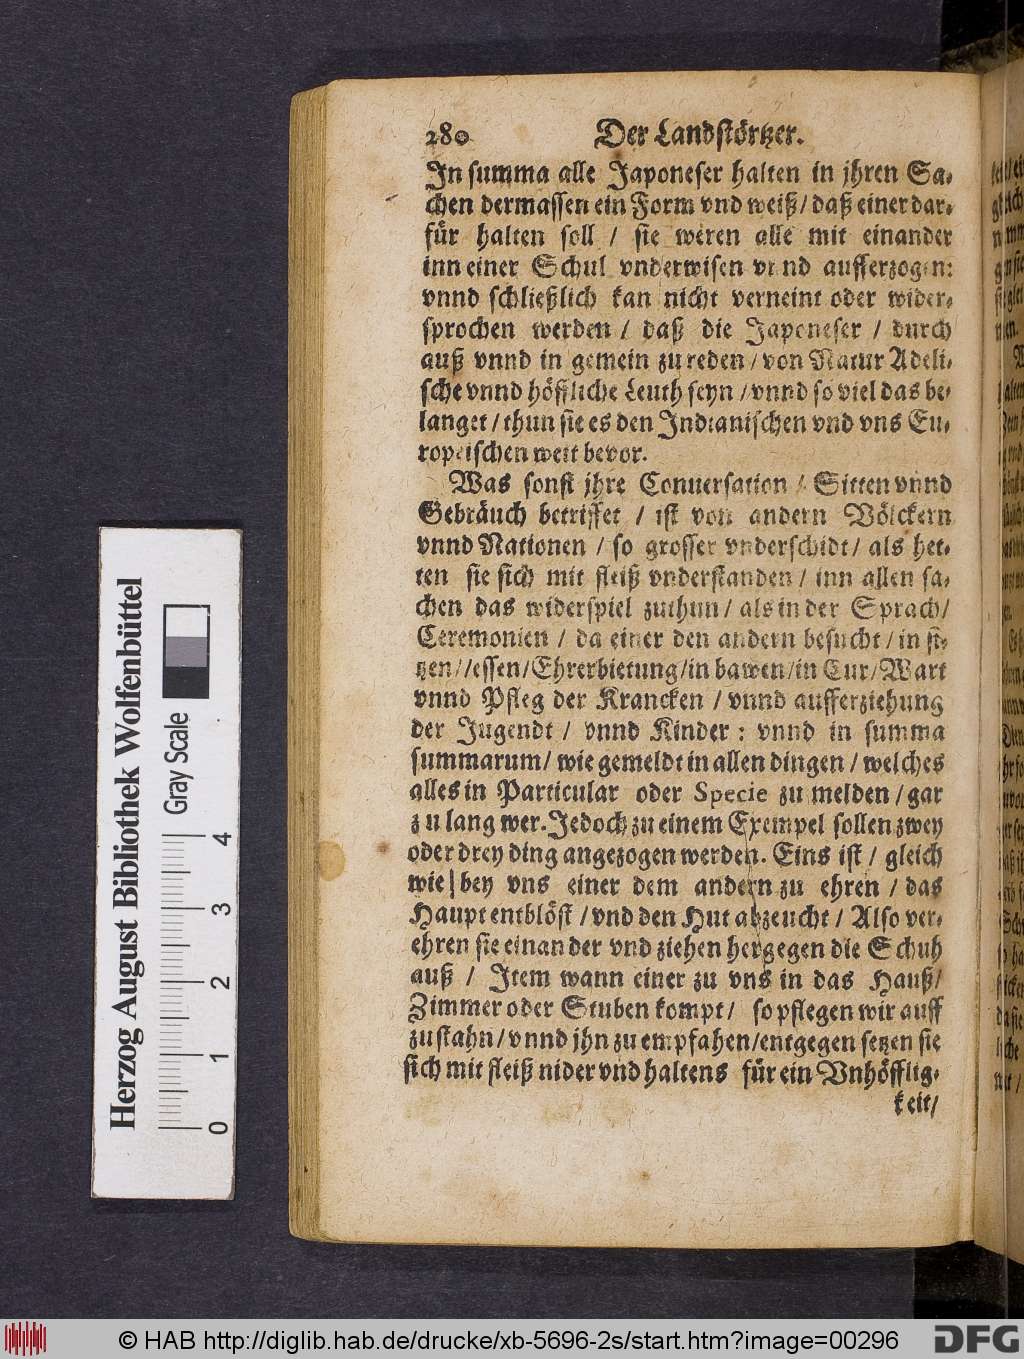 280 Der Landstörtzer.
In summa alle Japoneser halten in jhren Sa-
chen dermassen ein Form vnd weiß / daß einer dar-
für halten soll / sie weren alle mit einander
inn einer Schul vnderwisen vnnd aufferzogen:
vnnd schließlich kan nicht verneint oder wider-
sprochen werden / daß die Japoneser / durch
auß vnnd in gemein zu reden / von Natur Adeli-
sche vnnd höffliche Leuth seyn / vnnd so viel das be-
langet / thun sie es den Indianischen vnd vns Eu-
ropeischen weit bevor.
Was sonst jhre Conuersation / Sitten vnnd
Gebräuch betriffet / ist von andern Völckern
vnnd Nationen / so grosser vnderschidt / als het-
ten sie sich mit fleiß vnderstanden / inn allen sa-
chen das widerspiel zuthun / als in der Sprach /
Ceremonien / da einer den andern besucht / in sit-
tzen // essen / Ehrerbietung / in bawen / in Cur / Wart
vnnd Pfleg der Krancken / vnnd aufferziehung
der Jugendt / vnnd Kinder : vnnd in summa
summarum / wie gemeldt in allen dingen / welches
alles in Particular oder Specie zu melden / gar
zu lang wer. Jedoch zu einem Exempel sollen zwey
oder drey ding angezogen werden. Eins ist / gleich
wie bey vns einer dem andern zu ehren / das
Haupt entblöst / vnd den Hut abzeucht / Also ver-
ehren sie einander vnd ziehen hergegen die Schuh
auß / Item wann einer zu vns in das Hauß /
Zimmer oder Stuben kompt / so pflegen wir auff
zustahn / vnnd jhn zu empfahen / entgegen setzen sie
sich mit fleiß nider vnd haltens für ein Vnhöfflig-
keit /
Herzog August Bibliothek Wolfenbüttel
Gray Scale
0 1 2 3 4
© HAB http://diglib.hab.de/drucke/xb-5696-2s/start.htm?image=00296
DFG